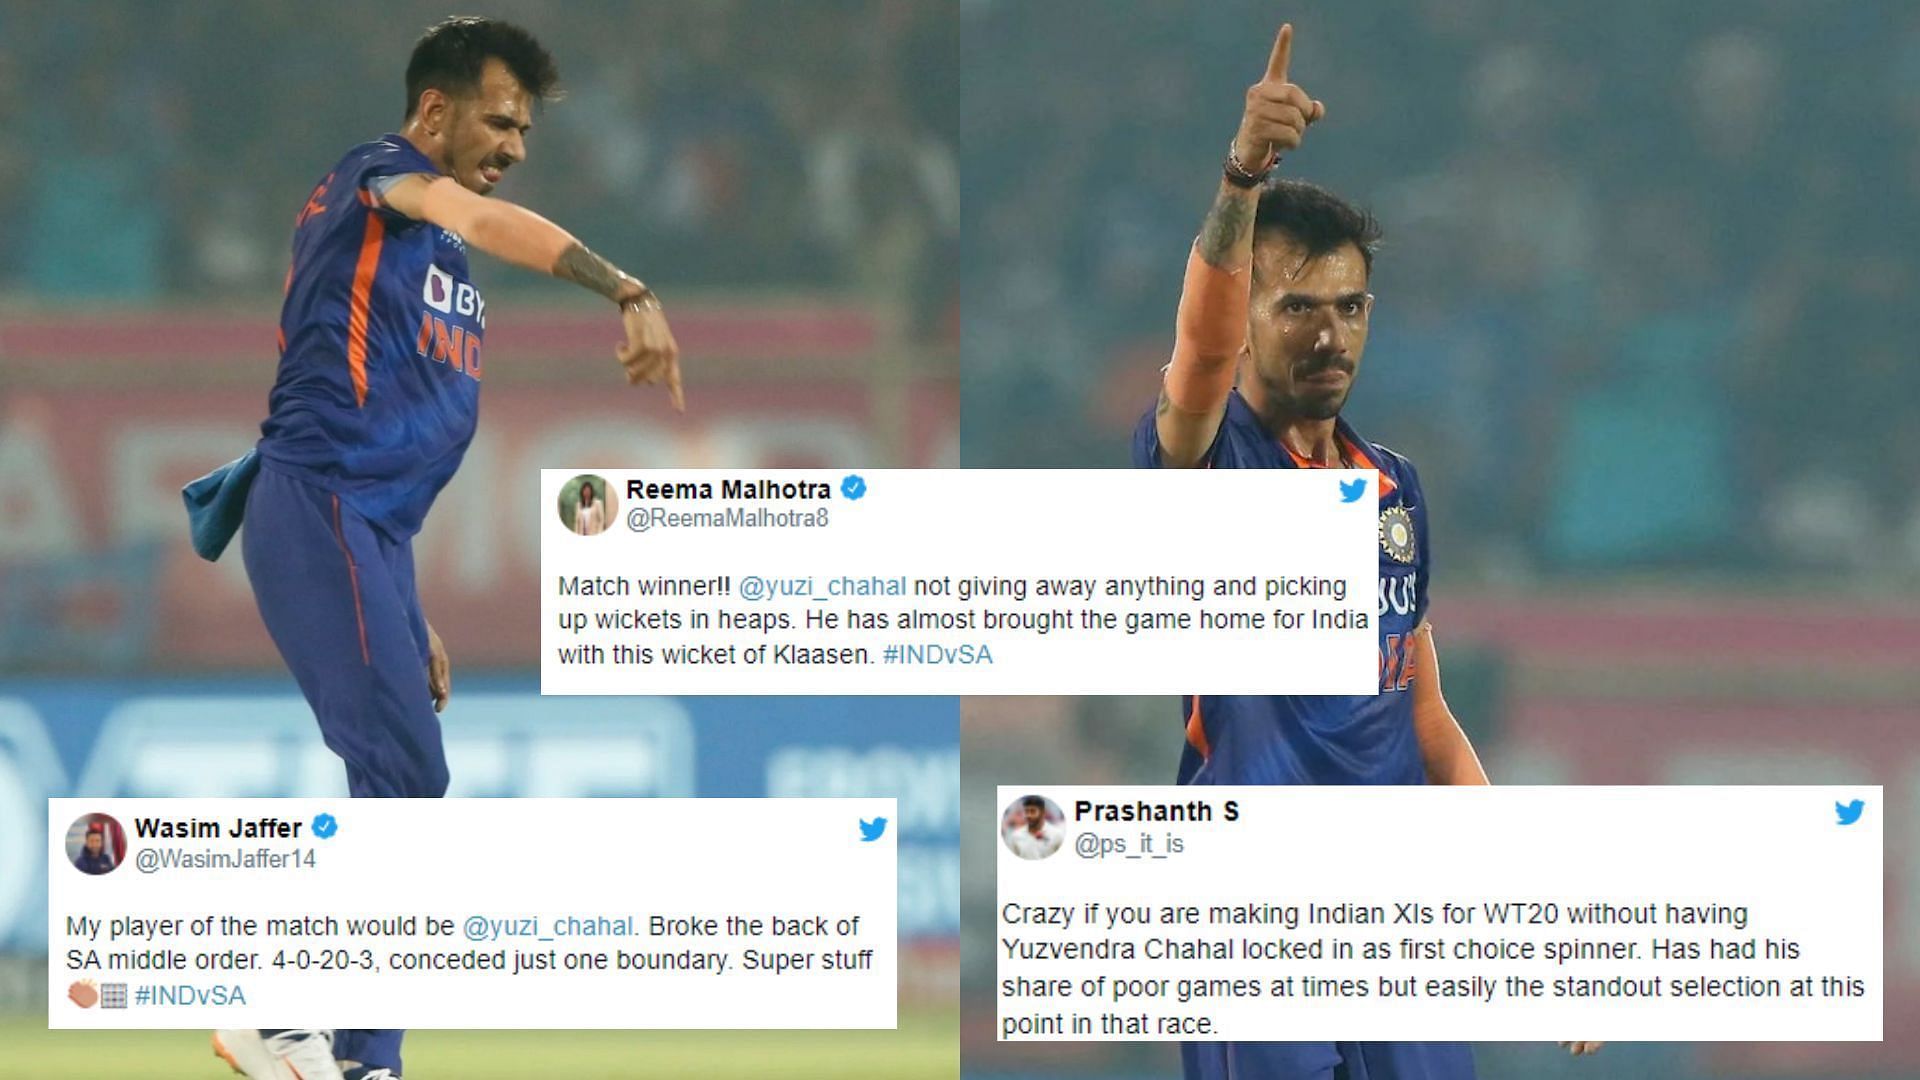 BY
IND
Reema Malhotra
@ReemaMalhotra8
Match winner!! @yuzi_chahal not giving away anything and picking
up wickets in heaps. He has almost brought the game home for India
with this wicket of Klaasen. #INDvSA
Wasim Jaffer
@WasimJaffer14
My player of the match would be @yuzi_chahal. Broke the back of
SA middle order. 4-0-20-3, conceded just one boundary. Super stuff
👏🏽 #INDvSA
Prashanth S
@ps_it_is
Crazy if you are making Indian XIs for WT20 without having
Yuzvendra Chahal locked in as first choice spinner. Has had his
share of poor games at times but easily the standout selection at this
point in that race.